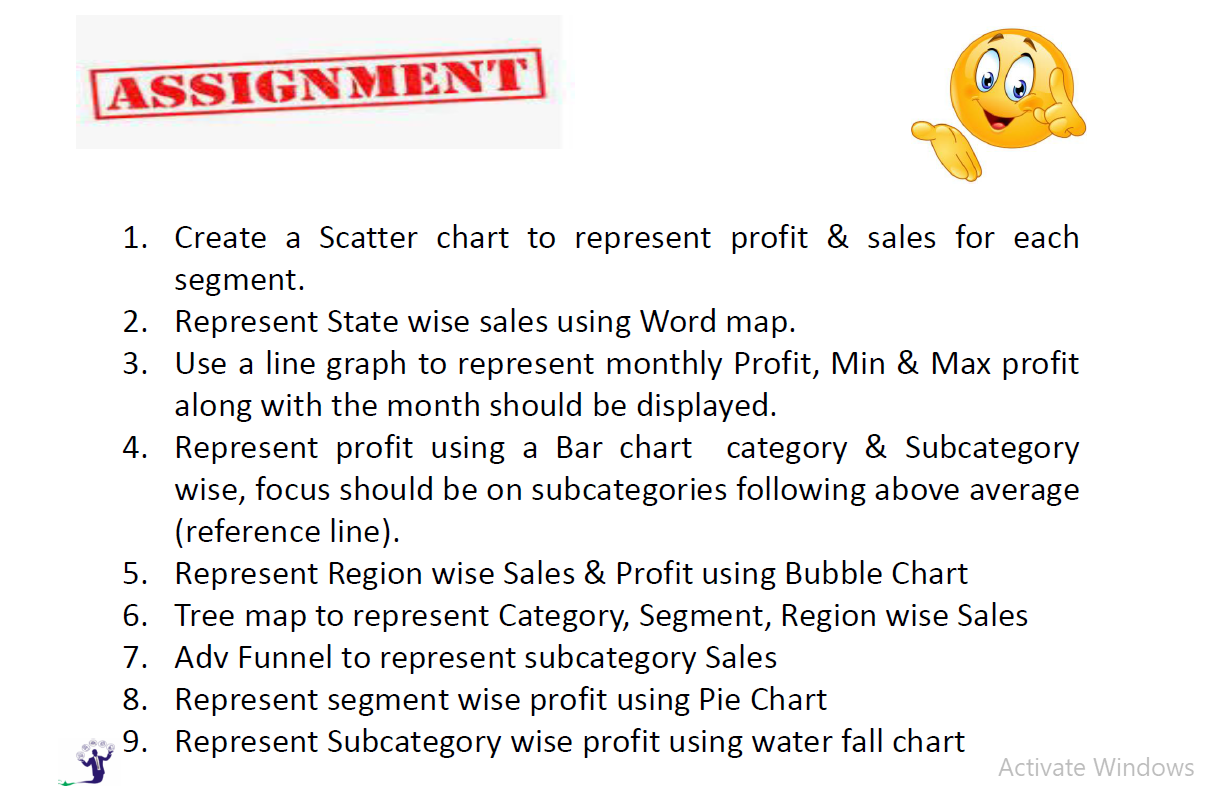 ASSIGNMENT
1. Create a Scatter chart to represent profit & sales for each
segment.
2. Represent State wise sales using Word map.
3. Use a line graph to represent monthly Profit, Min & Max profit
along with the month should be displayed.
4. Represent profit using a Bar chart category & Subcategory
wise, focus should be on subcategories following above average
(reference line).
5. Represent Region wise Sales & Profit using Bubble Chart
6. Tree map to represent Category, Segment, Region wise Sales
7. Adv Funnel to represent subcategory Sales
8. Represent segment wise profit using Pie Chart
9. Represent Subcategory wise profit using water fall chart
Activate Windows